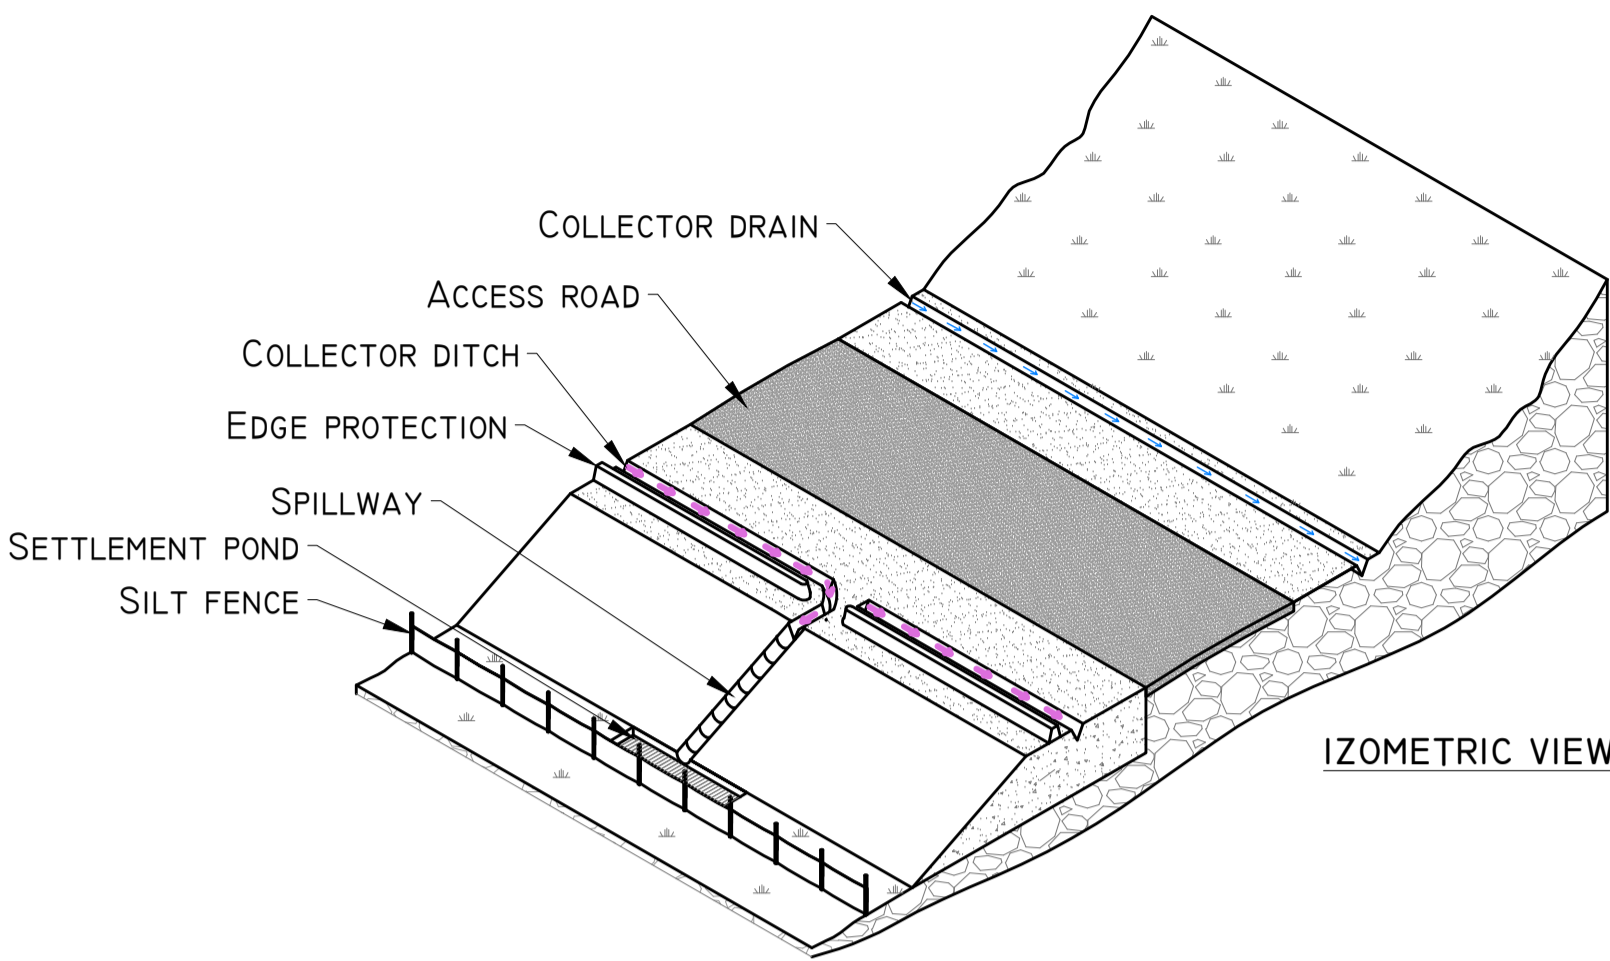 Collector drain
Access road
Collector ditch
Edge protection
Spillway
Settlement pond
Silt fence
IZOMETRIC VIEW